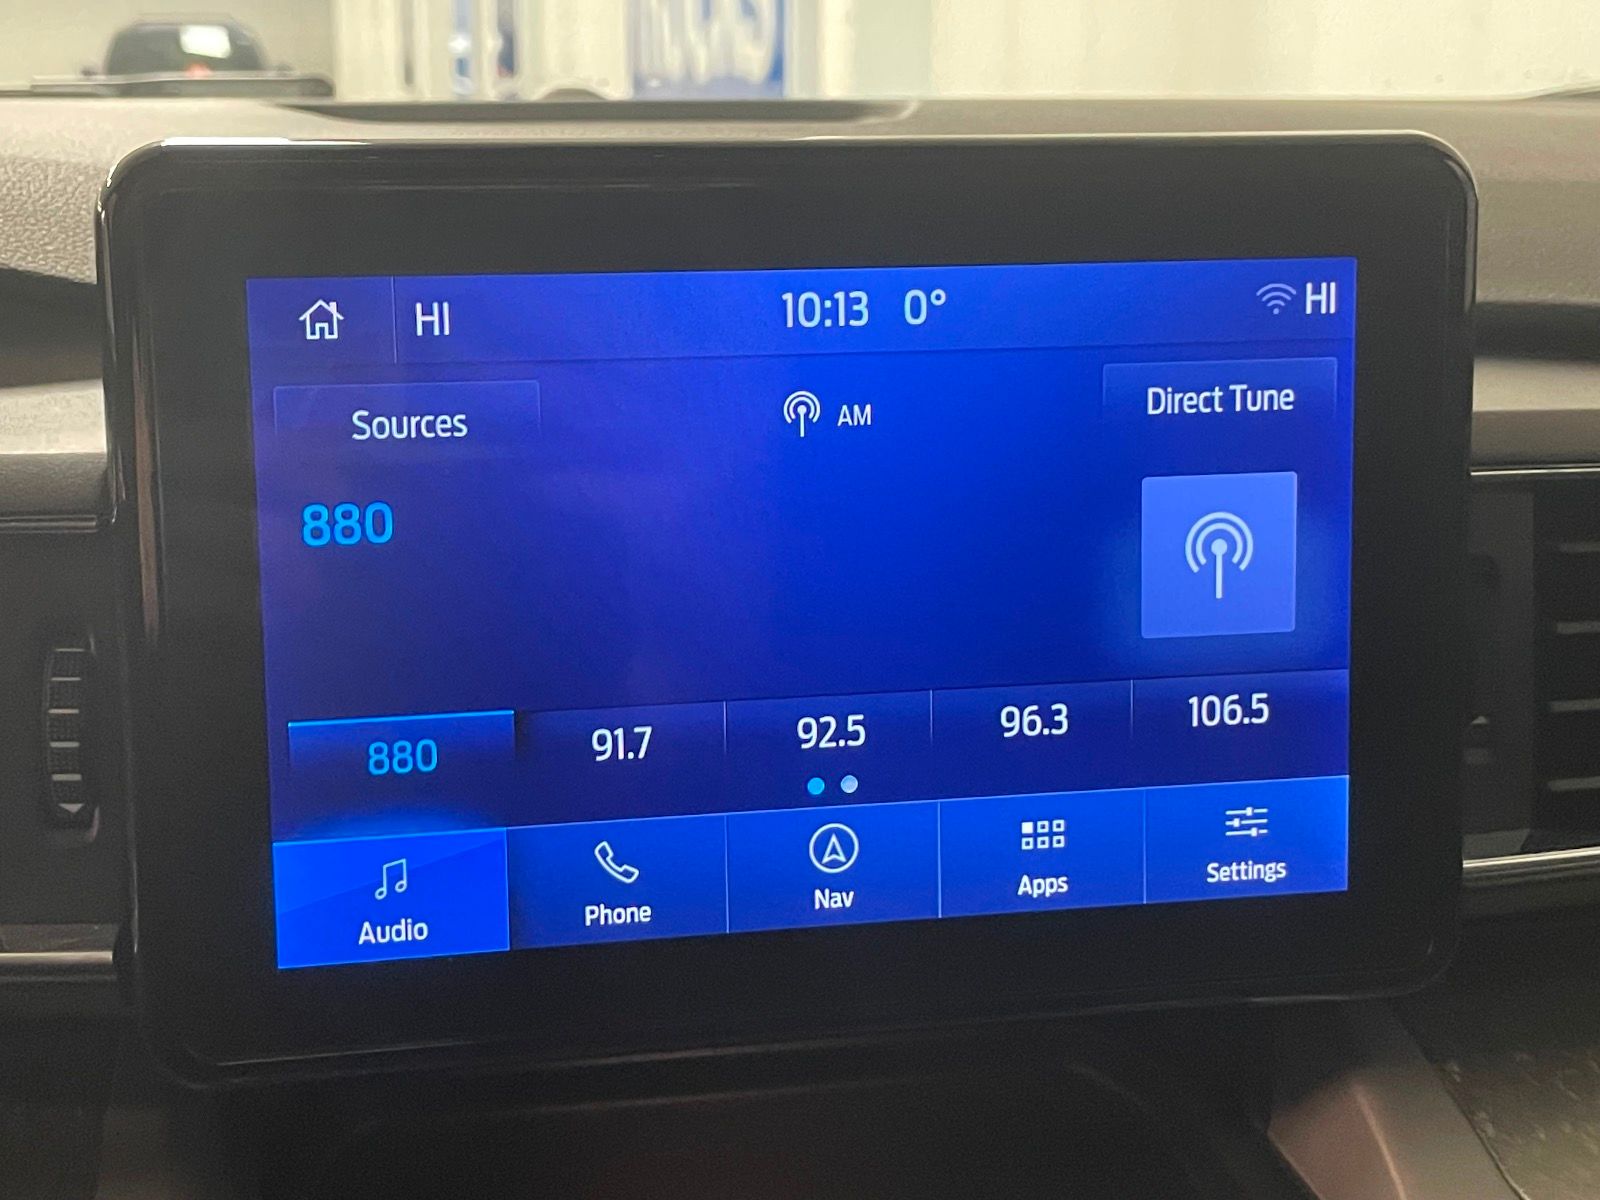 HI
10:13 0°
HI
Sources
AM
Direct Tune
880
880
91.7
92.5
96.3
106.5
Audio
Phone
Nav
Apps
Settings